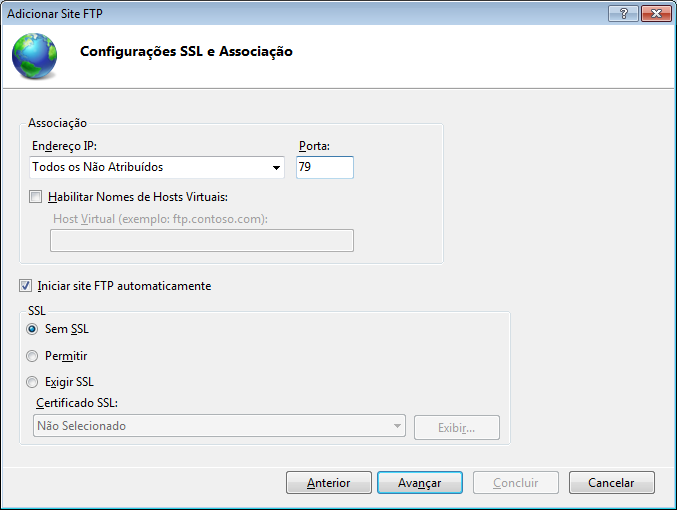 Adicionar Site FTP
Configurações SSL e Associação
Associação
Endereço IP:
Porta:
Todos os Não Atribuídos
79
Habilitar Nomes de Hosts Virtuais:
Host Virtual (exemplo: ftp.contoso.com):
Iniciar site FTP automaticamente
SSL
Sem SSL
Permitir
Exigir SSL
Certificado SSL:
Não Selecionado
Exibir...
Anterior
Avançar
Concluir
Cancelar